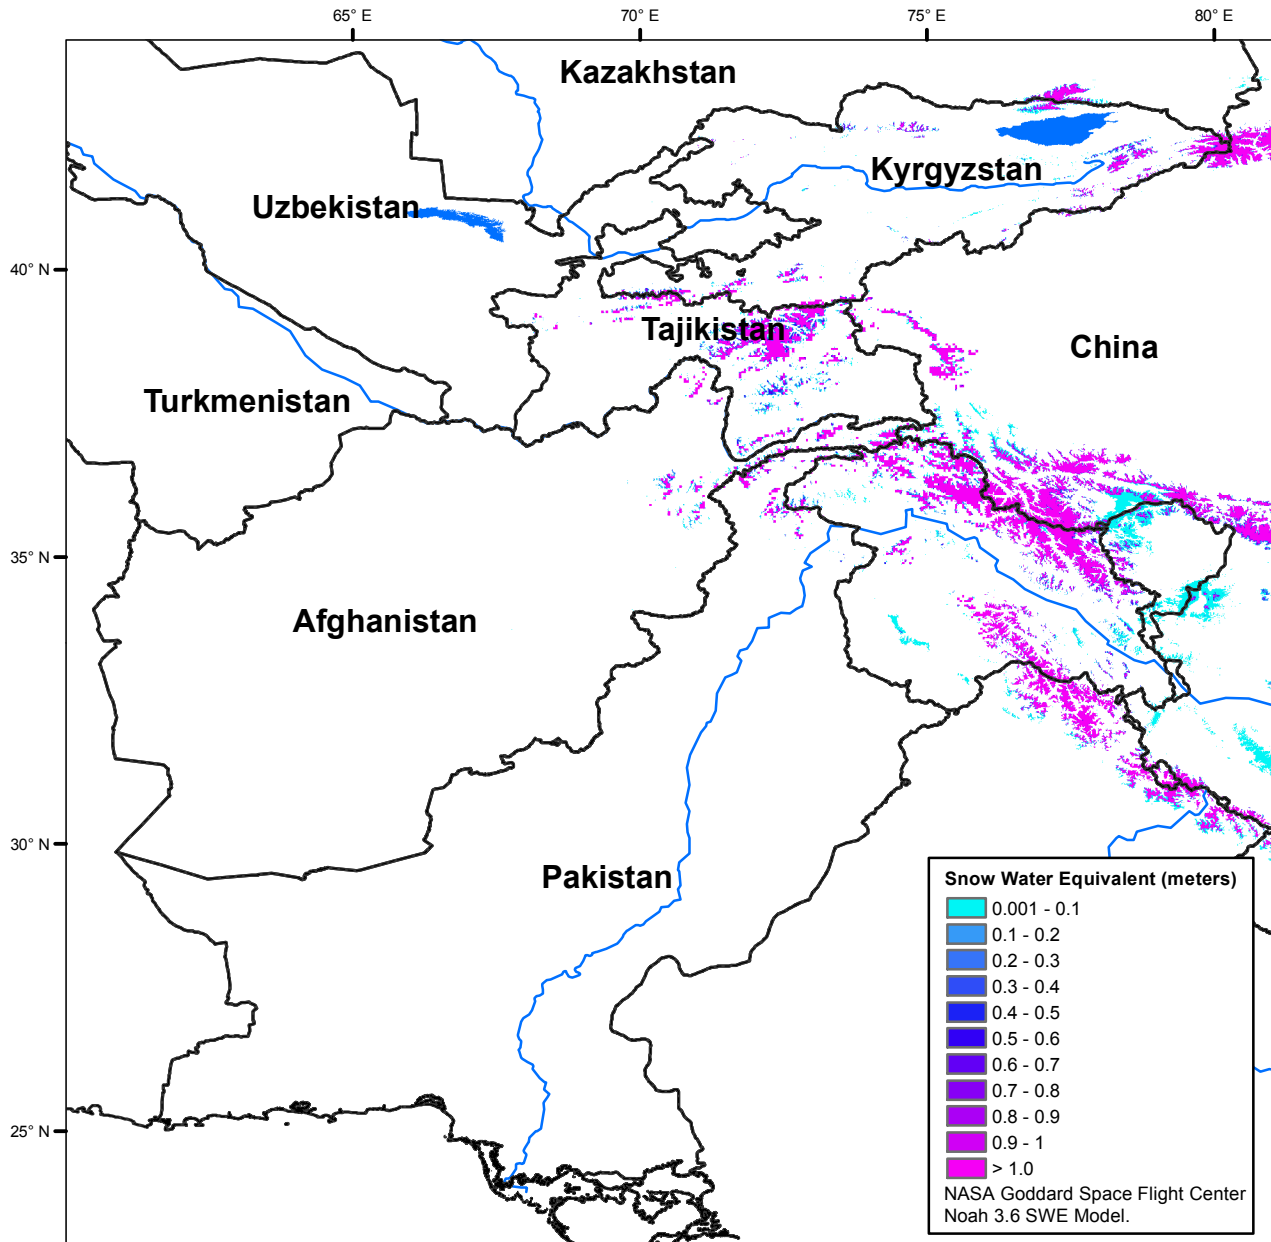 65° E
70° E
75° E
80° E
Kazakhstan
Kyrgyzstan
Uzbekistan
40° N
Tajikistan
China
Turkmenistan
35° N
Afghanistan
30° N
Pakistan
25° N
Snow Water Equivalent (meters)
0.001 - 0.1
0.1 - 0.2
0.2 - 0.3
0.3 - 0.4
0.4 - 0.5
0.5 - 0.6
0.6 - 0.7
0.7 - 0.8
0.8 - 0.9
0.9 - 1
> 1.0
NASA Goddard Space Flight Center
Noah 3.6 SWE Model.